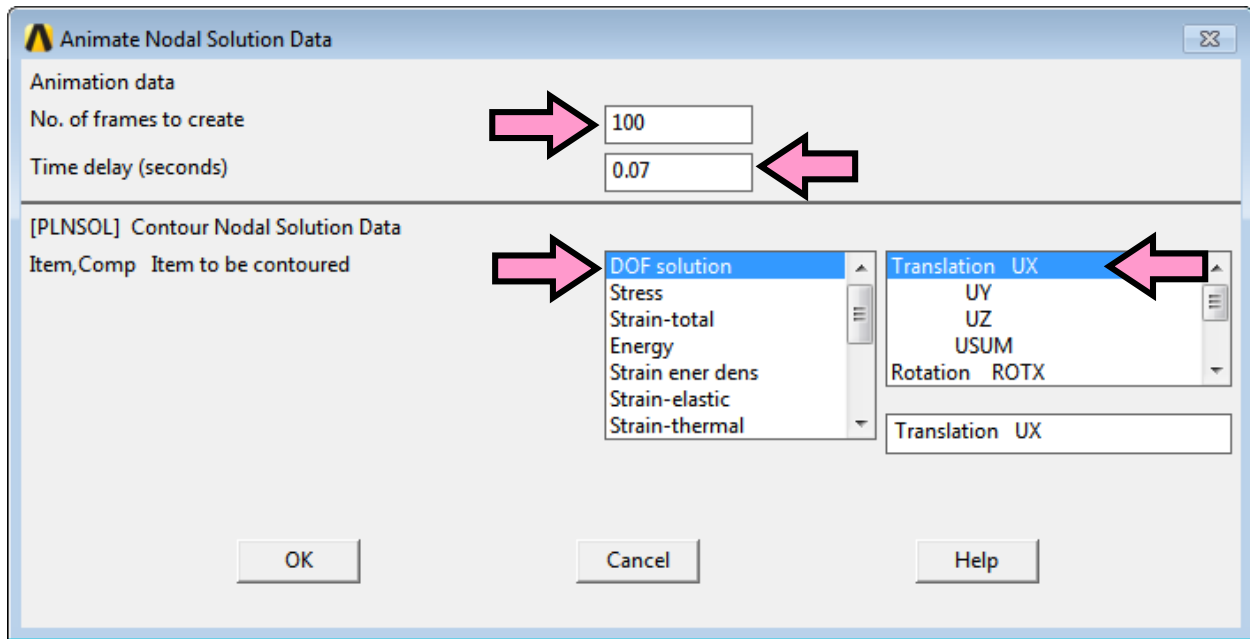 Animate Nodal Solution Data
Animation data
No. of frames to create 100
Time delay (seconds) 0.07
[PLNSOL] Contour Nodal Solution Data
Item,Comp Item to be contoured
DOF solution
Stress
Strain-total
Energy
Strain ener dens
Strain-elastic
Strain-thermal
Translation UX
UY
UZ
USUM
Rotation ROTX
Translation UX
OK Cancel Help